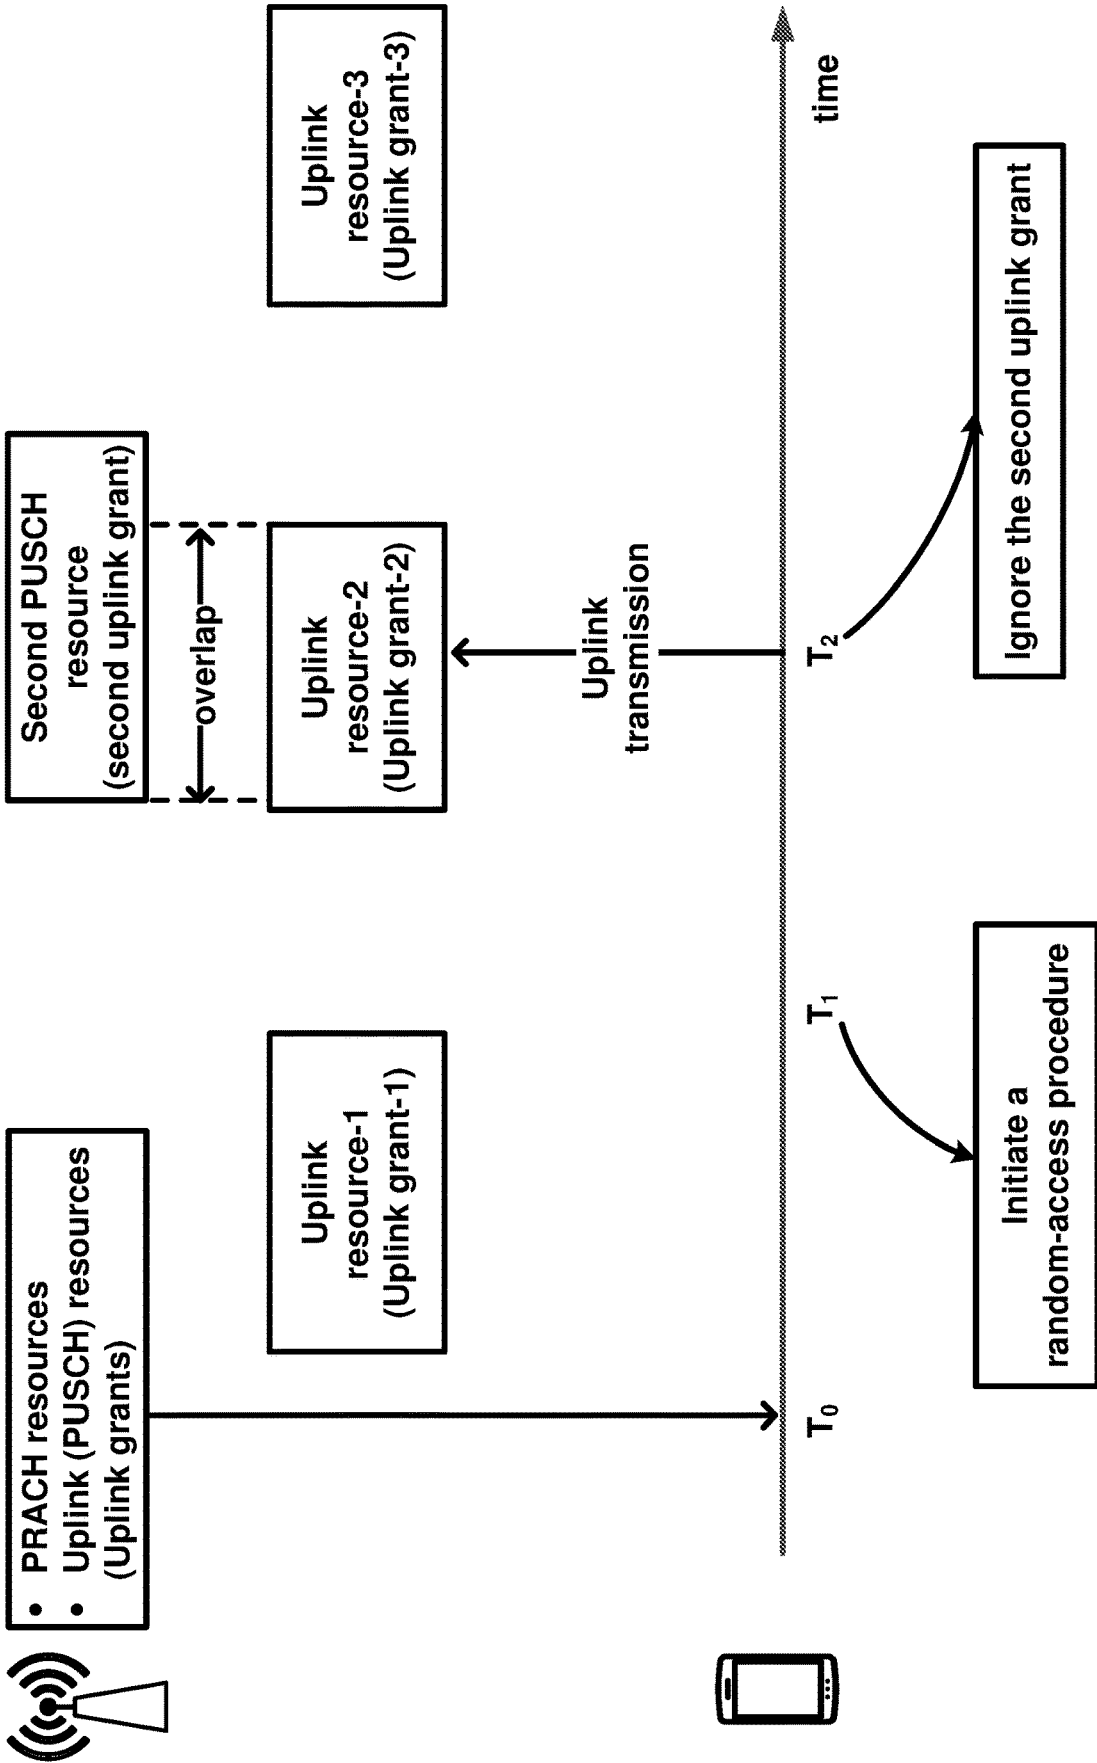 • PRACH resources
• Uplink (PUSCH) resources
(Uplink grants)
Second PUSCH
resource
(second uplink grant)
overlap
Uplink
resource-1
(Uplink grant-1)
Uplink
resource-2
(Uplink grant-2)
Uplink
resource-3
(Uplink grant-3)
Uplink
transmission
T0
T1
T2
time
Initiate a
random-access procedure
Ignore the second uplink grant